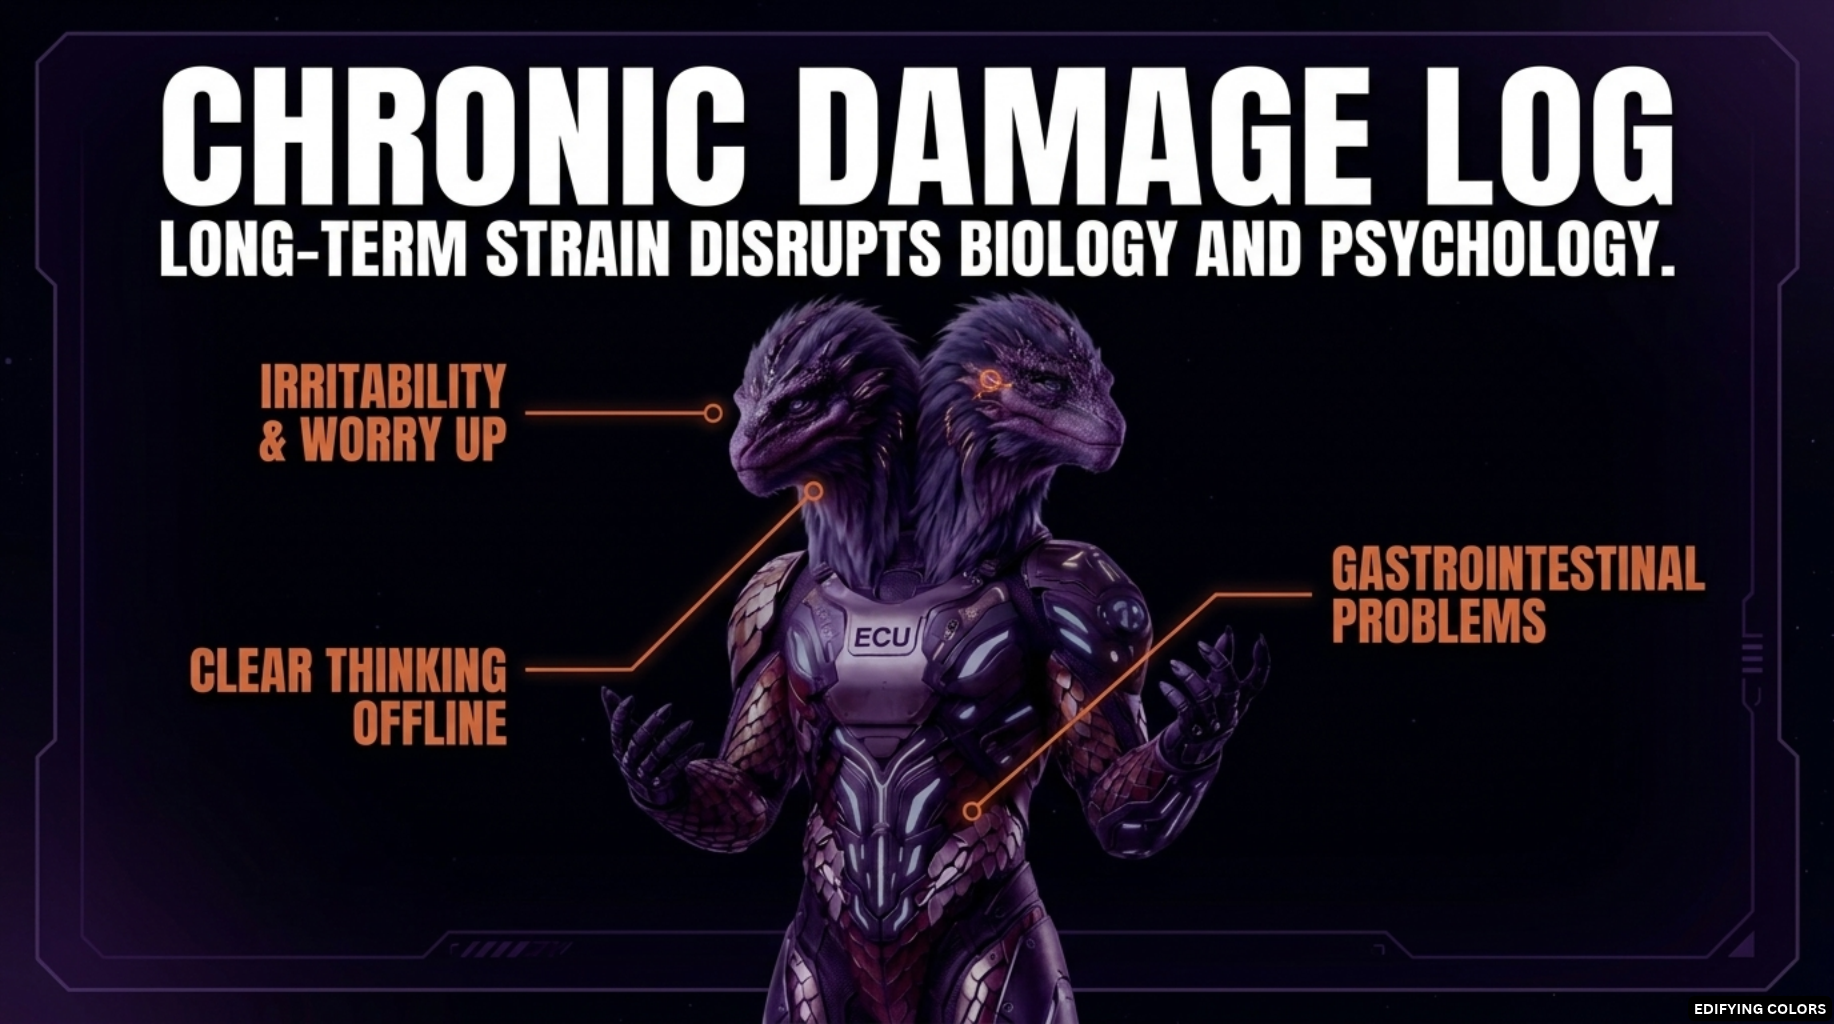 CHRONIC DAMAGE LOG
LONG-TERM STRAIN DISRUPTS BIOLOGY AND PSYCHOLOGY.
IRRITABILITY
& WORRY UP
CLEAR THINKING
OFFLINE
ECU
GASTROINTESTINAL
PROBLEMS
EDIFYING COLORS